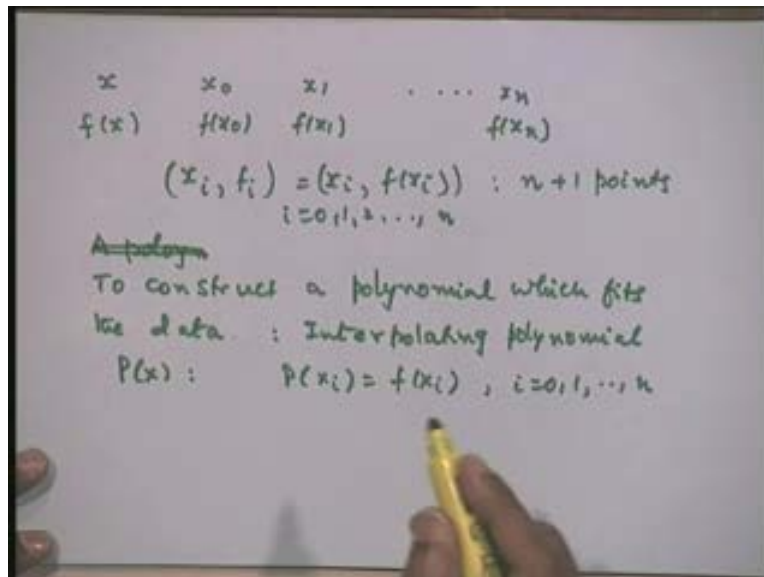 x x0 x1 . .... xn
f(x) f(x0) f(x1) f(xn)
(xi, fi) = (xi, f(xi)) : n+1 points
i=0,1,2...., n
A pologn
To construct a polynomial which fits
the data : Interpolating polynomial
P(x) : P(xi) = f(xi) , i=0,1,..,n